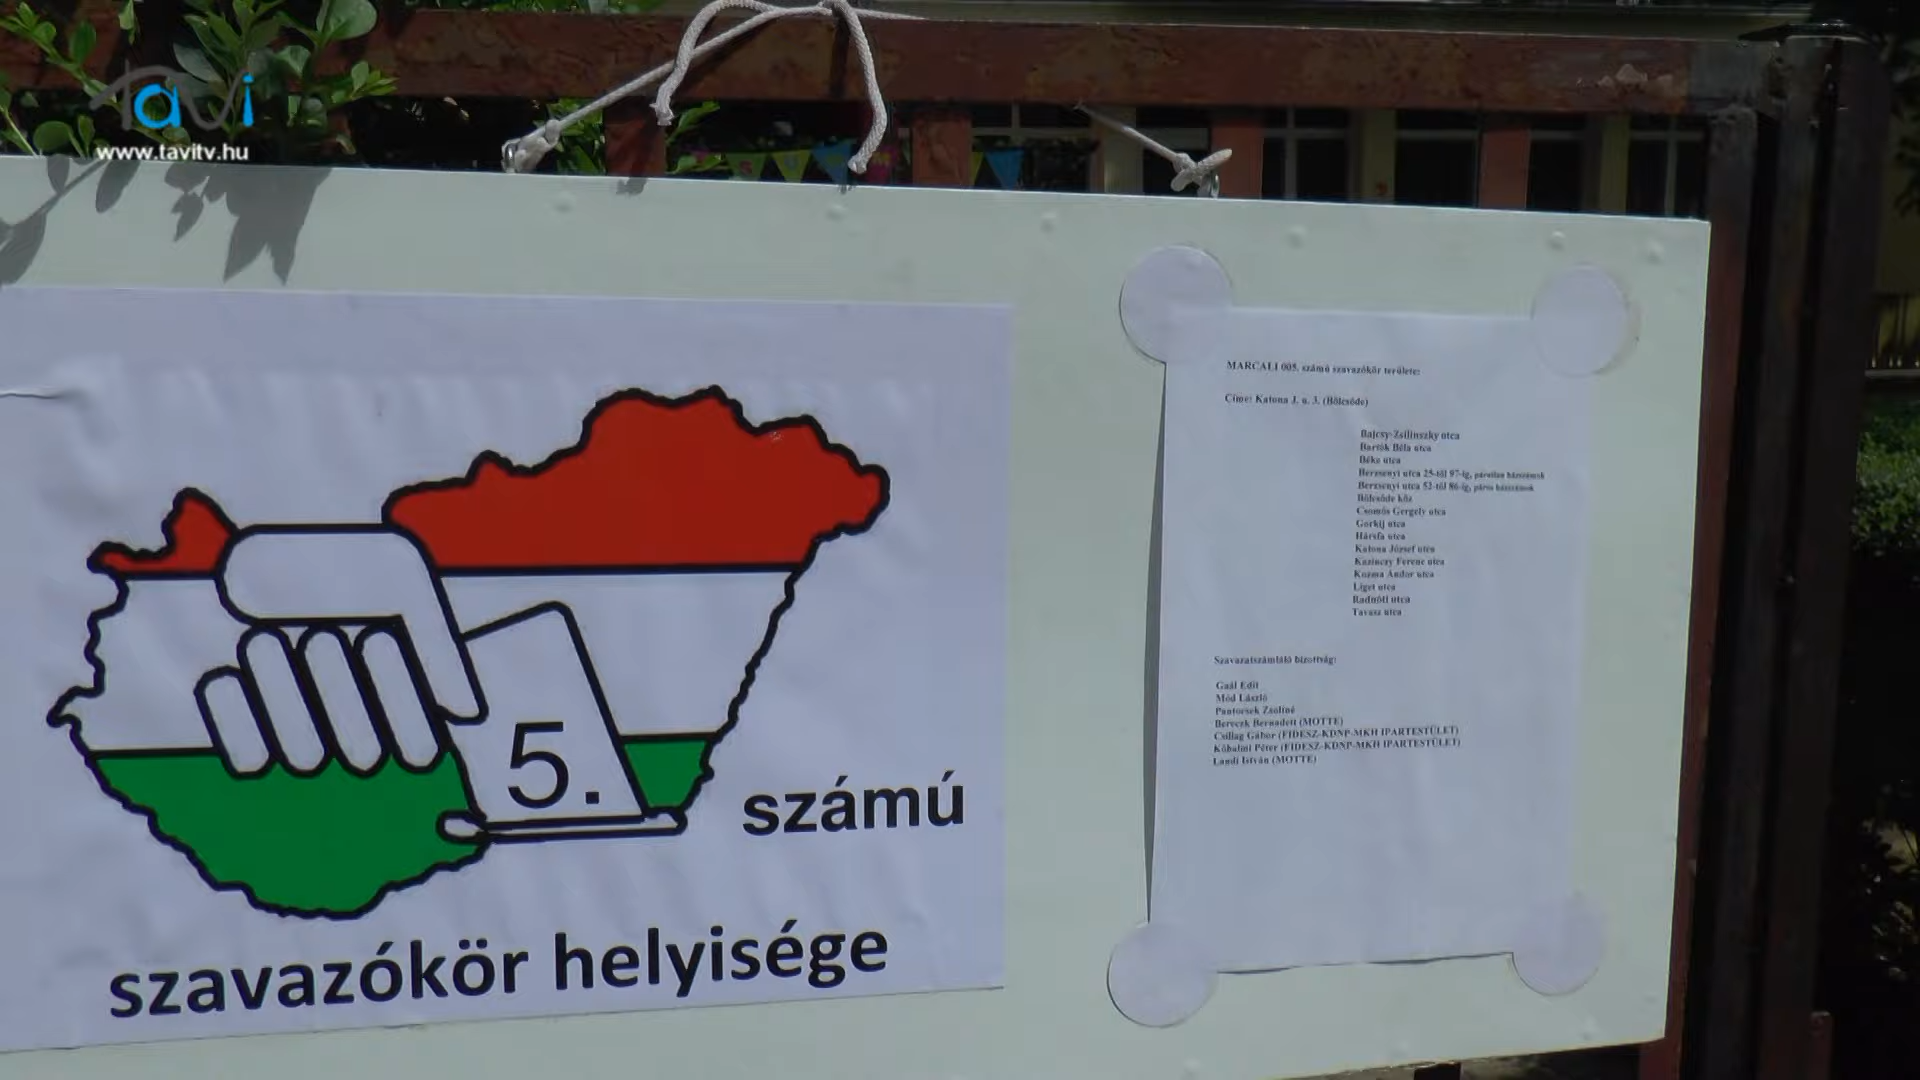 Tavi
www.tavitv.hu
5. számú
szavazókör helyisége
MARCALI 005. számú szavazókör területe:
Címe: Katona J. u. 3. (Bölcsőde)
Bajcsy-Zsilinszky utca
Bartók Béla utca
Béke utca
Berzsenyi utca 25-től 97-ig, páratlan házszámok
Berzsenyi utca 52-től 86-ig, páros házszámok
Bölcsőde köz
Csomós Gergely utca
Gorkij utca
Hársfa utca
Katona József utca
Kazinczy Ferenc utca
Kozma Andor utca
Liget utca
Radnóti utca
Tavasz utca
Szavazatszámláló bizottság:
Gaál Edit
Mód László
Pantocsek Zsoltné
Bereczk Bernadett (MOTTE)
Csillag Gábor (FIDESZ-KDNP-MKH IPARTESTÜLET)
Kőhalmi Péter (FIDESZ-KDNP-MKH IPARTESTÜLET)
Landi István (MOTTE)